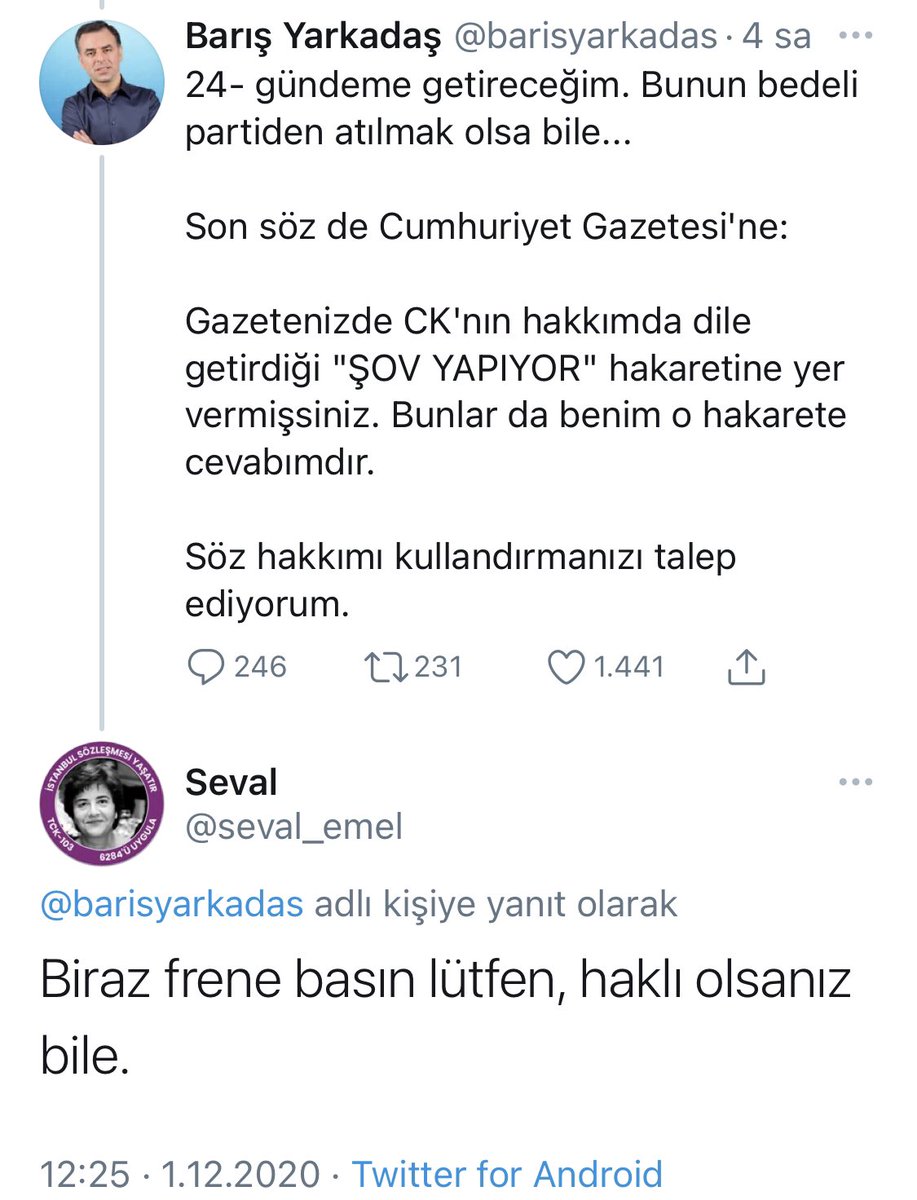 Barış Yarkadaş @barisyarkadas · 4 sa
24- gündeme getireceğim. Bunun bedeli
partiden atılmak olsa bile...
Son söz de Cumhuriyet Gazetesi'ne:
Gazetenizde CK'nın hakkımda dile
getirdiği "ŞOV YAPIYOR" hakaretine yer
vermişsiniz. Bunlar da benim o hakarete
cevabımdır.
Söz hakkımı kullandırmanızı talep
ediyorum.
246 231 1.441
İSTANBUL SÖZLEŞMESİ YAŞATIR
TCK-103
6284'Ü UYGULA
Seval
@seval_emel
@barisyarkadas adlı kişiye yanıt olarak
Biraz frene basın lütfen, haklı olsanız
bile.
12:25 · 1.12.2020 · Twitter for Android